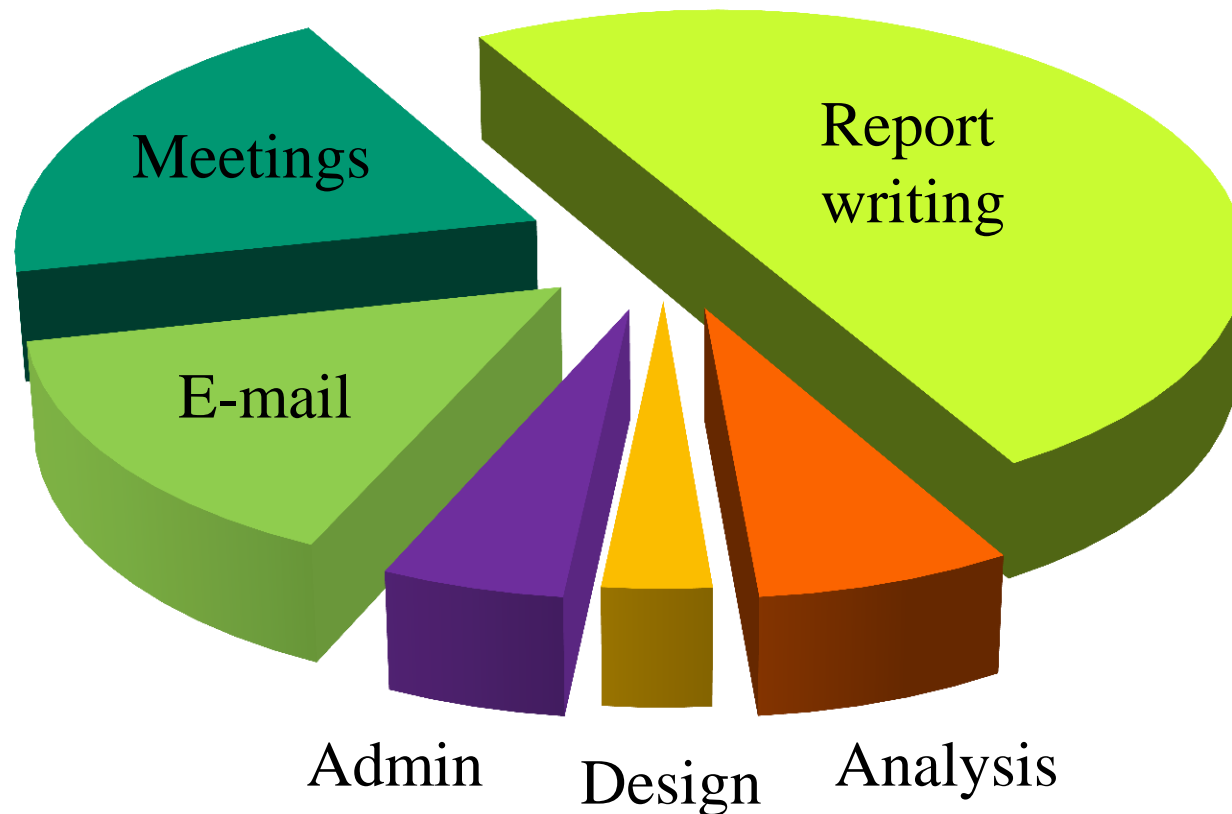 Report
writing
Meetings
E-mail
Admin
Design
Analysis